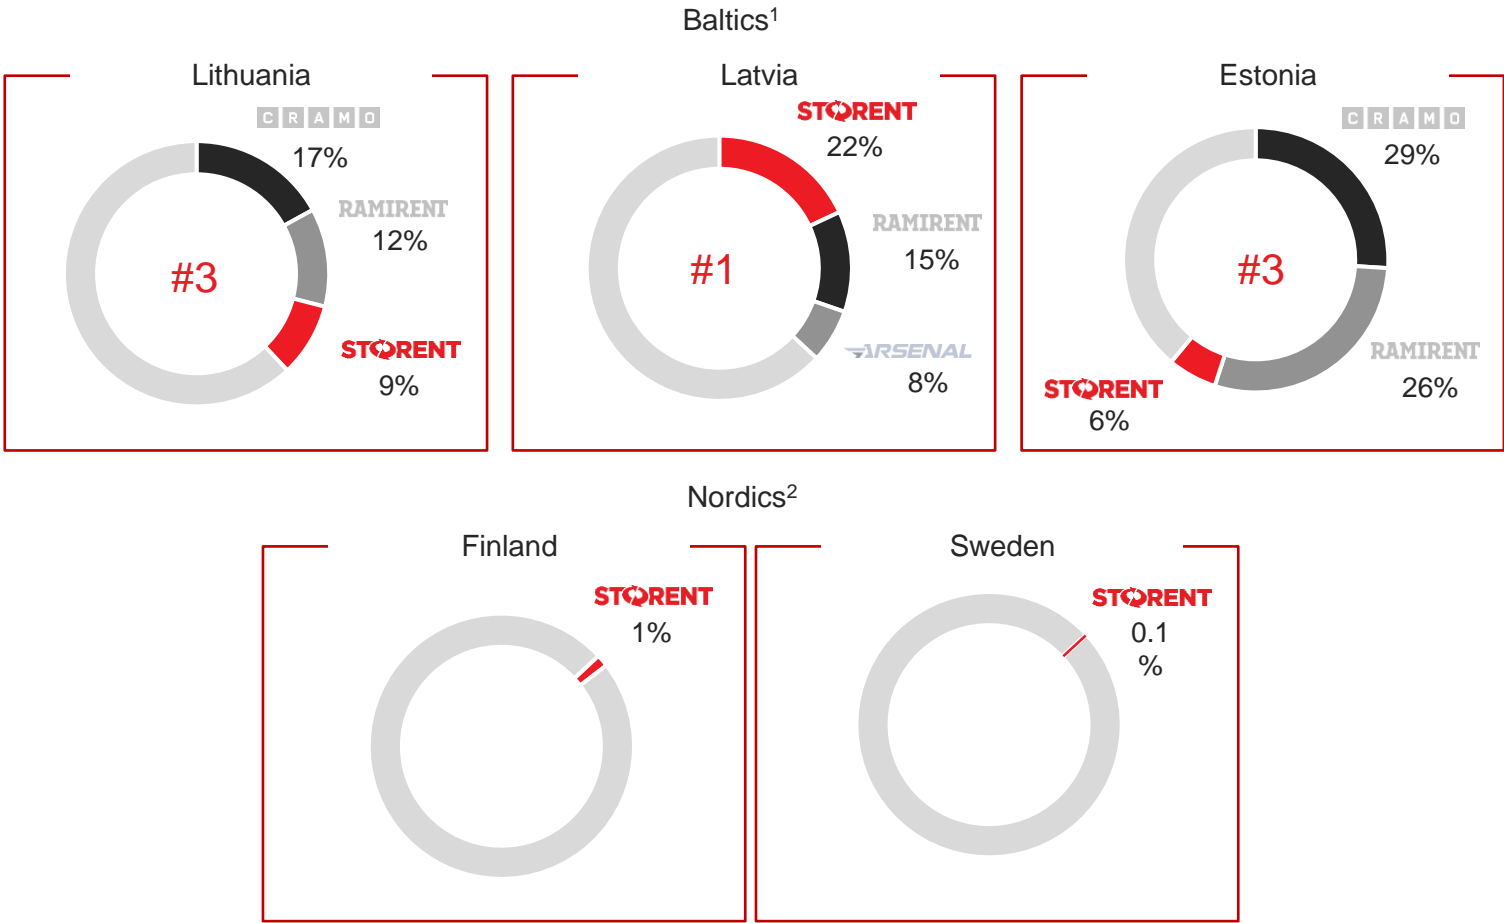 Baltics¹
Lithuania
CRAMO
17%
RAMIRENT
12%
#3
STORENT
9%
Latvia
STORENT
22%
RAMIRENT
15%
#1
ARSENAL
8%
Estonia
CRAMO
29%
#3
RAMIRENT
26%
STORENT
6%
Nordics²
Finland
STORENT
1%
Sweden
STORENT
0.1
%